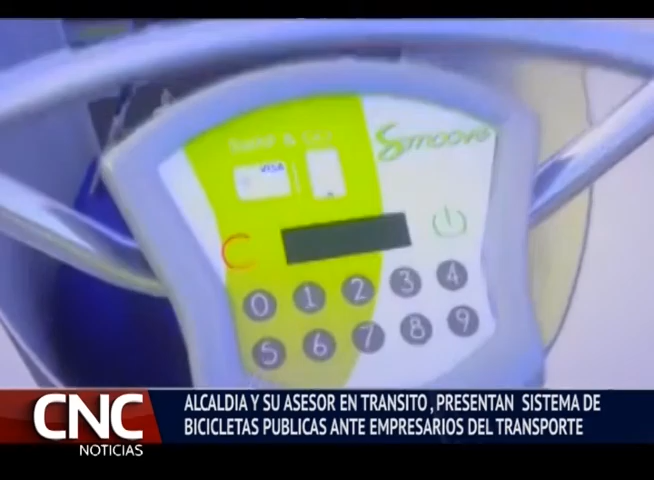 Smoove
VISA
C
0 1 2 3 4
5 6 7 8 9
CNC
NOTICIAS
ALCALDIA Y SU ASESOR EN TRANSITO, PRESENTAN SISTEMA DE
BICICLETAS PUBLICAS ANTE EMPRESARIOS DEL TRANSPORTE